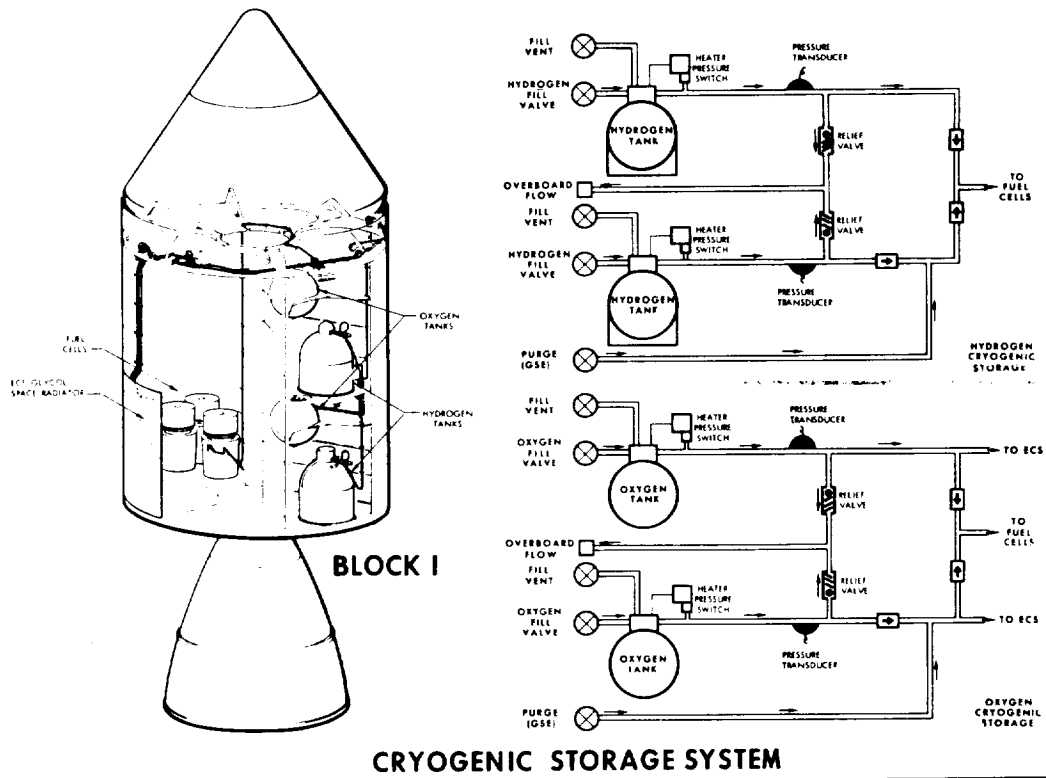 FUEL
CELLS
SPACE RADIATOR
OXYGEN
TANKS
HYDROGEN
TANKS
BLOCK I
FILL
VENT
HYDROGEN
FILL
VALVE
HEATER
PRESSURE
SWITCH
PRESSURE
TRANSDUCER
HYDROGEN
TANK
RELIEF
VALVE
OVERBOARD
FLOW
TO
FUEL
CELLS
FILL
VENT
HYDROGEN
FILL
VALVE
HEATER
PRESSURE
SWITCH
RELIEF
VALVE
PRESSURE
TRANSDUCER
HYDROGEN
TANK
PURGE
(GSE)
HYDROGEN
CRYOGENIC
STORAGE
FILL
VENT
OXYGEN
FILL
VALVE
HEATER
PRESSURE
SWITCH
PRESSURE
TRANSDUCER
TO ECS
OXYGEN
TANK
RELIEF
VALVE
OVERBOARD
FLOW
TO
FUEL
CELLS
FILL
VENT
OXYGEN
FILL
VALVE
HEATER
PRESSURE
SWITCH
RELIEF
VALVE
TO ECS
PRESSURE
TRANSDUCER
OXYGEN
TANK
PURGE
(GSE)
OXYGEN
CRYOGENIC
STORAGE
CRYOGENIC STORAGE SYSTEM